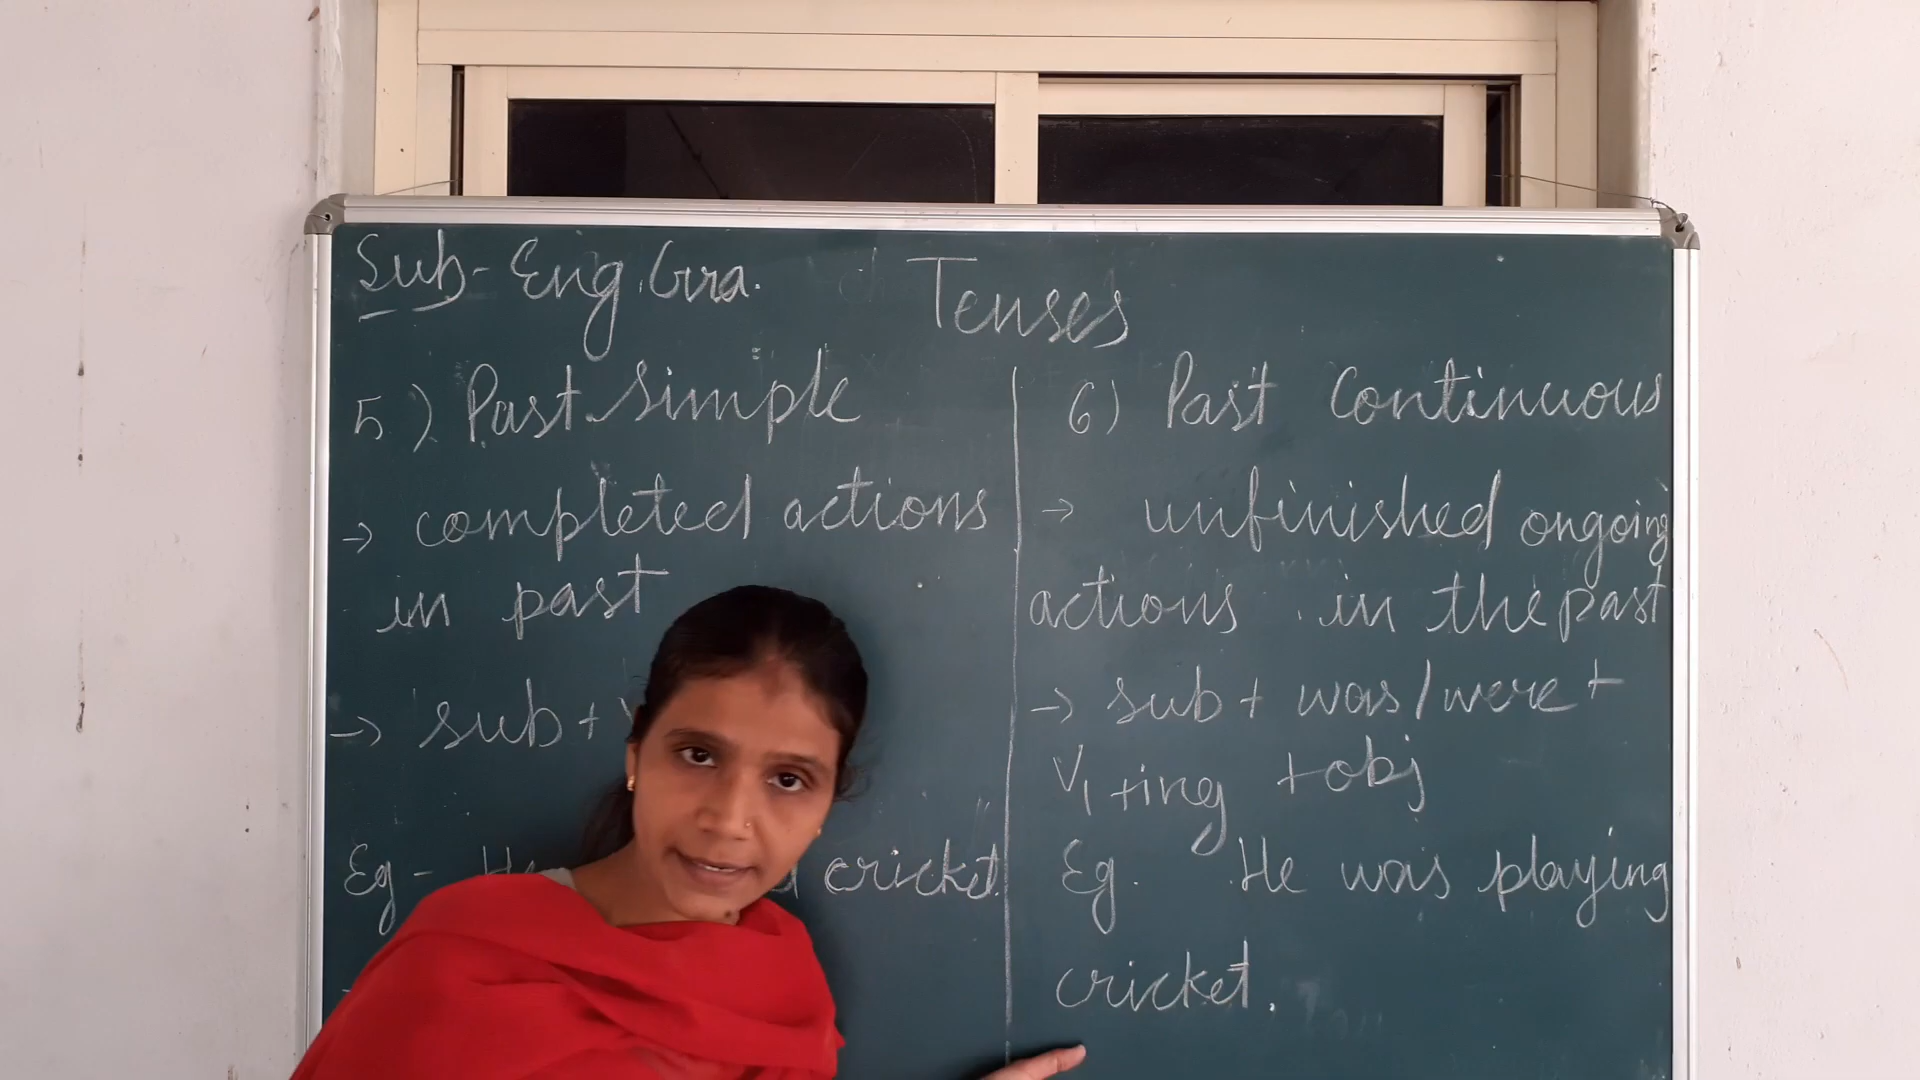 Sub- Eng. Gra.
Tenses
5) Past Simple
→ completed actions
in past
→ sub +
Eg - He cricket.
6) Past Continuous
→ unfinished ongoing
actions in the past
→ sub + was/were +
V1 +ing + obj
Eg. He was playing
cricket.